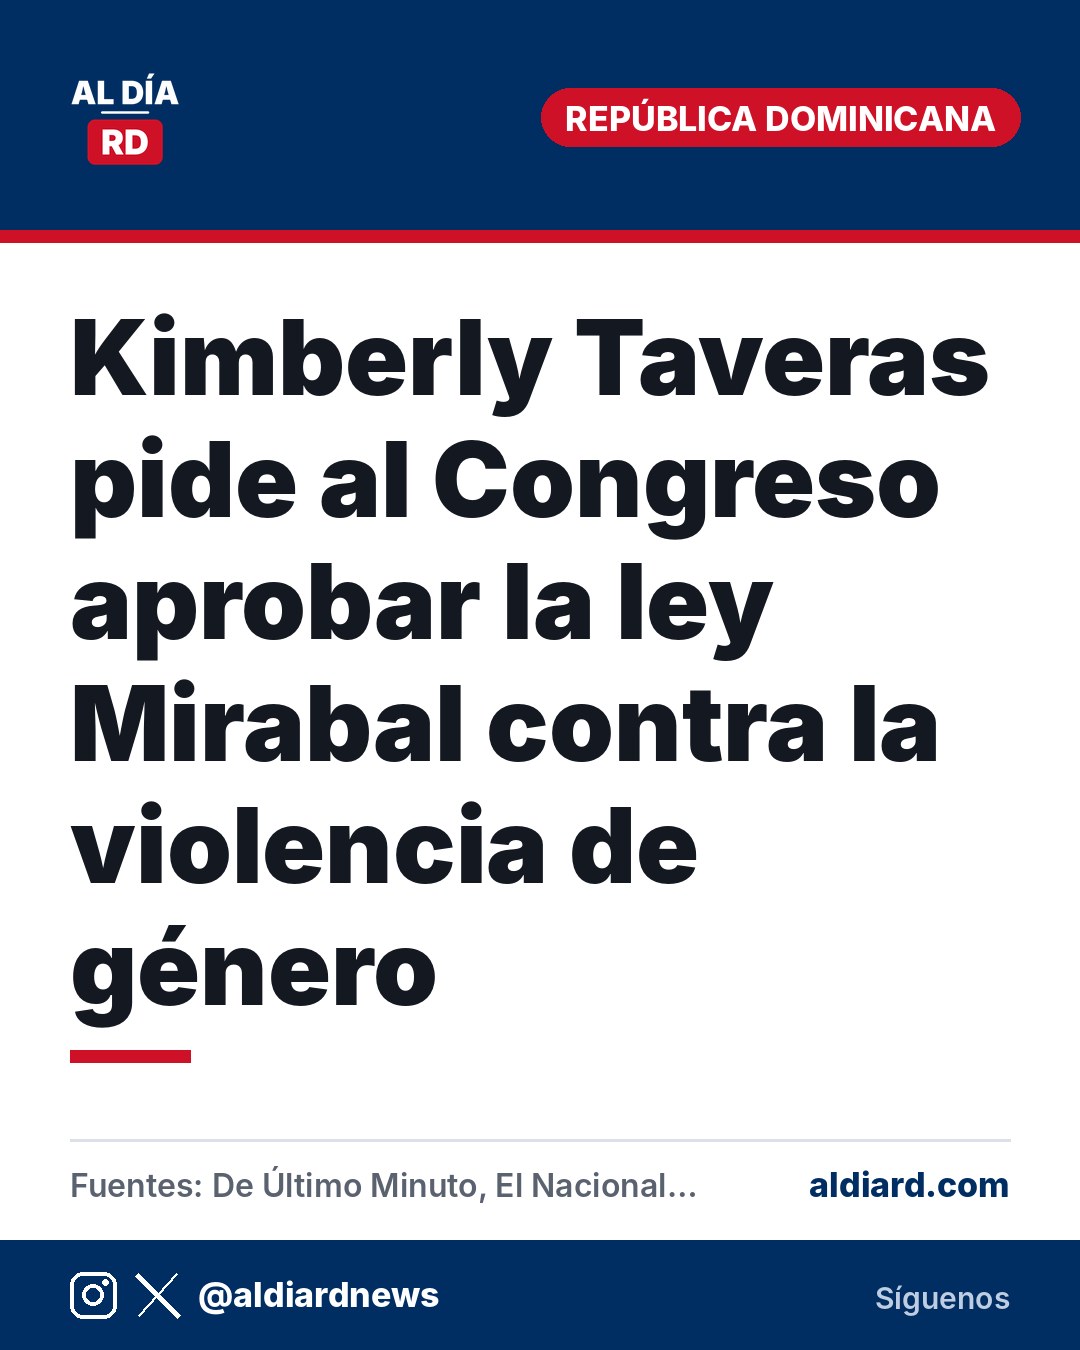 AL DÍA
RD
REPÚBLICA DOMINICANA
Kimberly Taveras
pide al Congreso
aprobar la ley
Mirabal contra la
violencia de
género
Fuentes: De Último Minuto, El Nacional...
aldiard.com
@aldiardnews
Síguenos